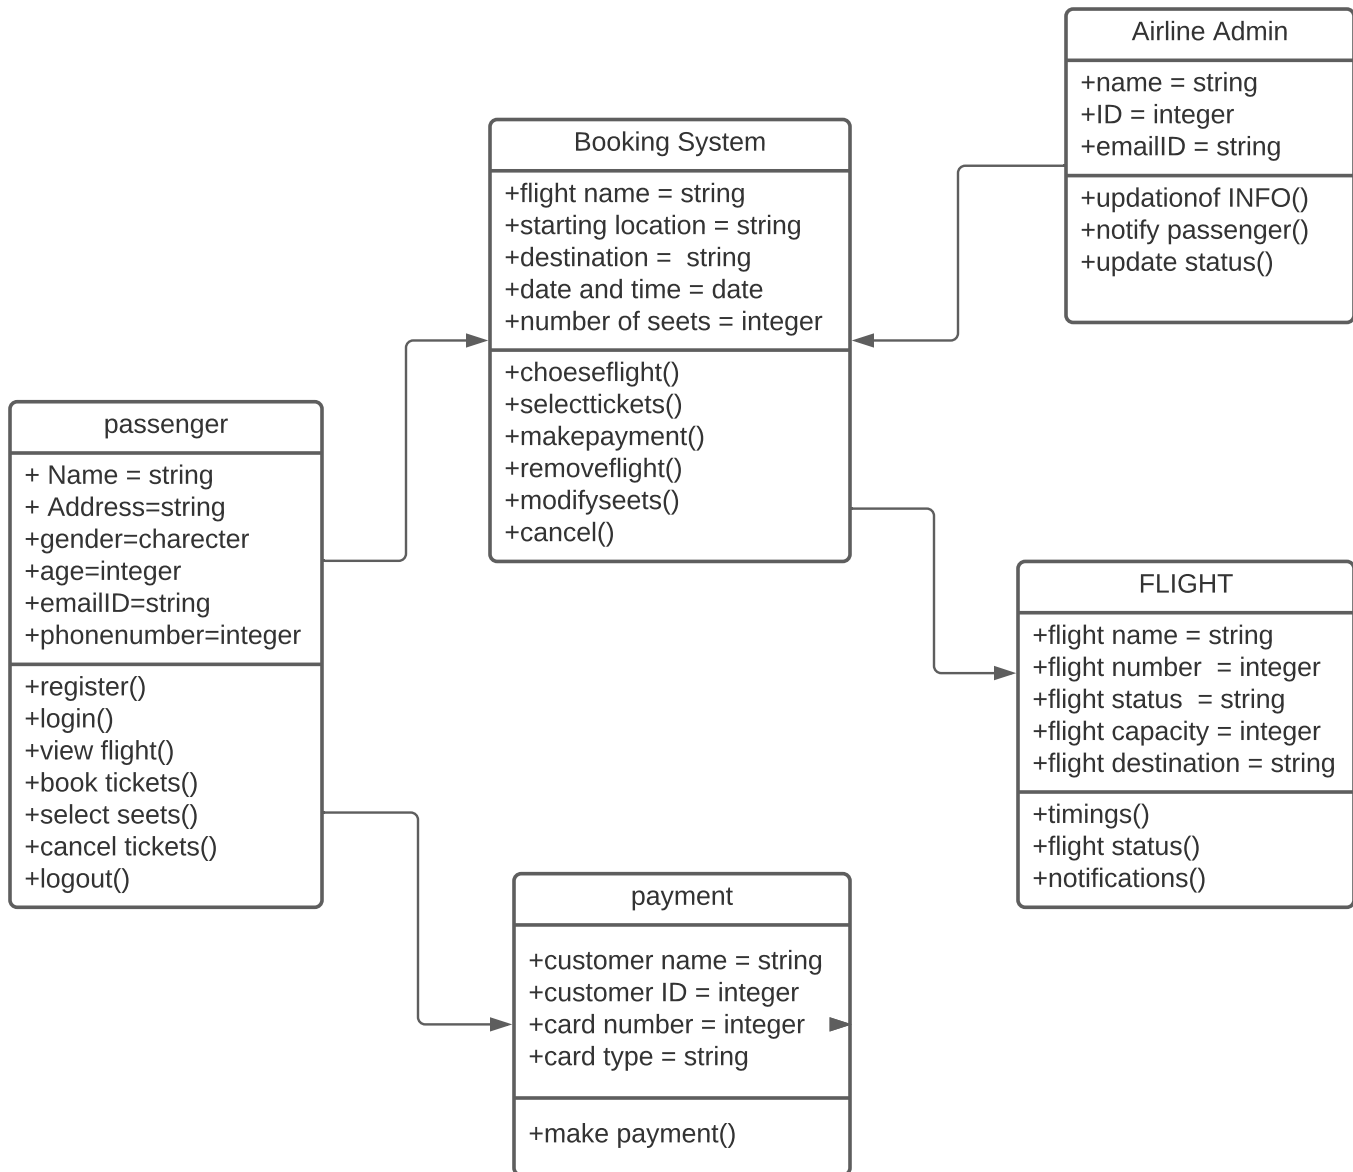 Airline Admin
+name = string
+ID = integer
+emailID = string
+updationof INFO()
+notify passenger()
+update status()
Booking System
+flight name = string
+starting location = string
+destination =  string
+date and time = date
+number of seets = integer
+choeseflight()
+selecttickets()
+makepayment()
+removeflight()
+modifyseets()
+cancel()
passenger
+ Name = string
+ Address=string
+gender=charecter
+age=integer
+emailID=string
+phonenumber=integer
+register()
+login()
+view flight()
+book tickets()
+select seets()
+cancel tickets()
+logout()
FLIGHT
+flight name = string
+flight number  = integer
+flight status  = string
+flight capacity = integer
+flight destination = string
+timings()
+flight status()
+notifications()
payment
+customer name = string
+customer ID = integer
+card number = integer
+card type = string
+make payment()